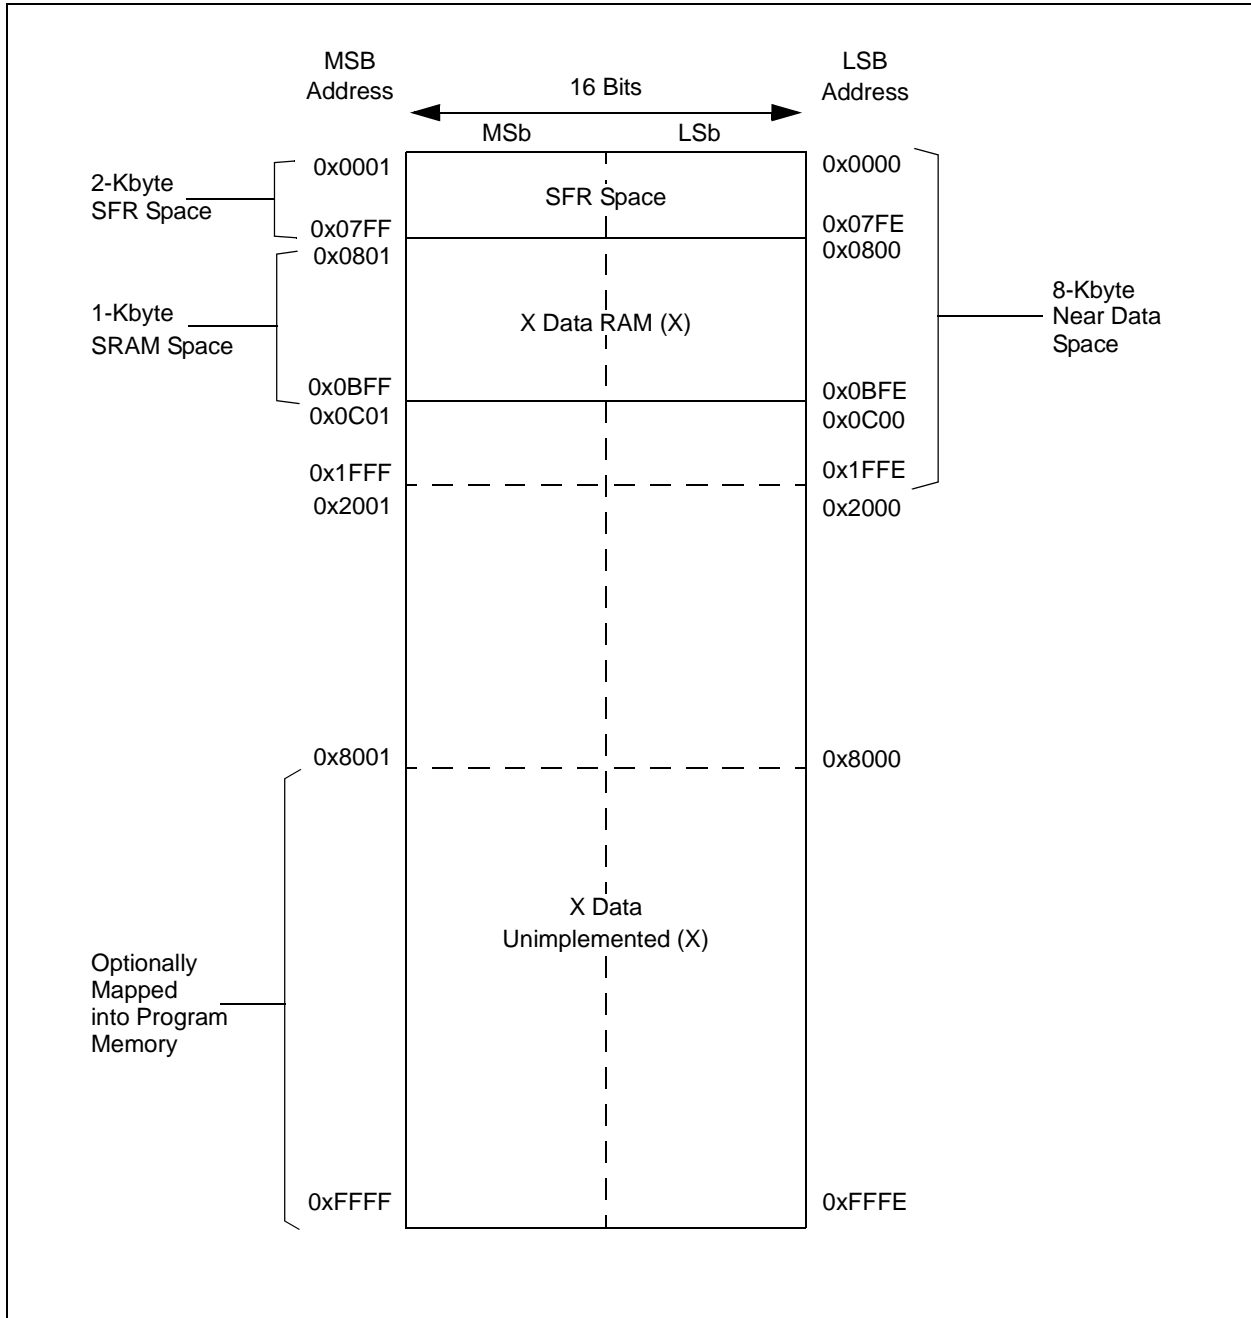 MSB
Address
16 Bits
LSB
Address
MSb
LSb
0x0001
0x0000
2-Kbyte
SFR Space
SFR Space
0x07FF
0x07FE
0x0801
0x0800
1-Kbyte
SRAM Space
X Data RAM (X)
8-Kbyte
Near Data
Space
0x0BFF
0x0BFE
0x0C01
0x0C00
0x1FFF
0x1FFE
0x2001
0x2000
0x8001
0x8000
X Data
Unimplemented (X)
Optionally
Mapped
into Program
Memory
0xFFFF
0xFFFE